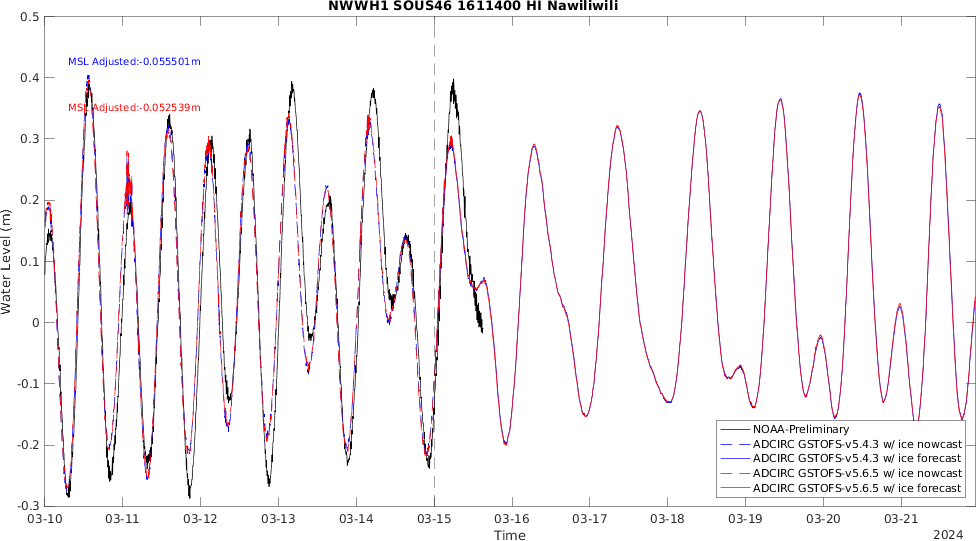 NWWH1 SOUS46 1611400 HI Nawiliwili
MSL Adjusted:-0.055501m
MSL Adjusted:-0.052539m
Water Level (m)
0.5
0.4
0.3
0.2
0.1
0
-0.1
-0.2
-0.3
NOAA-Preliminary
ADCIRC GSTOFS-v5.4.3 w/ ice nowcast
ADCIRC GSTOFS-v5.4.3 w/ ice forecast
ADCIRC GSTOFS-v5.6.5 w/ ice nowcast
ADCIRC GSTOFS-v5.6.5 w/ ice forecast
03-10 03-11 03-12 03-13 03-14 03-15 03-16 03-17 03-18 03-19 03-20 03-21
Time
2024